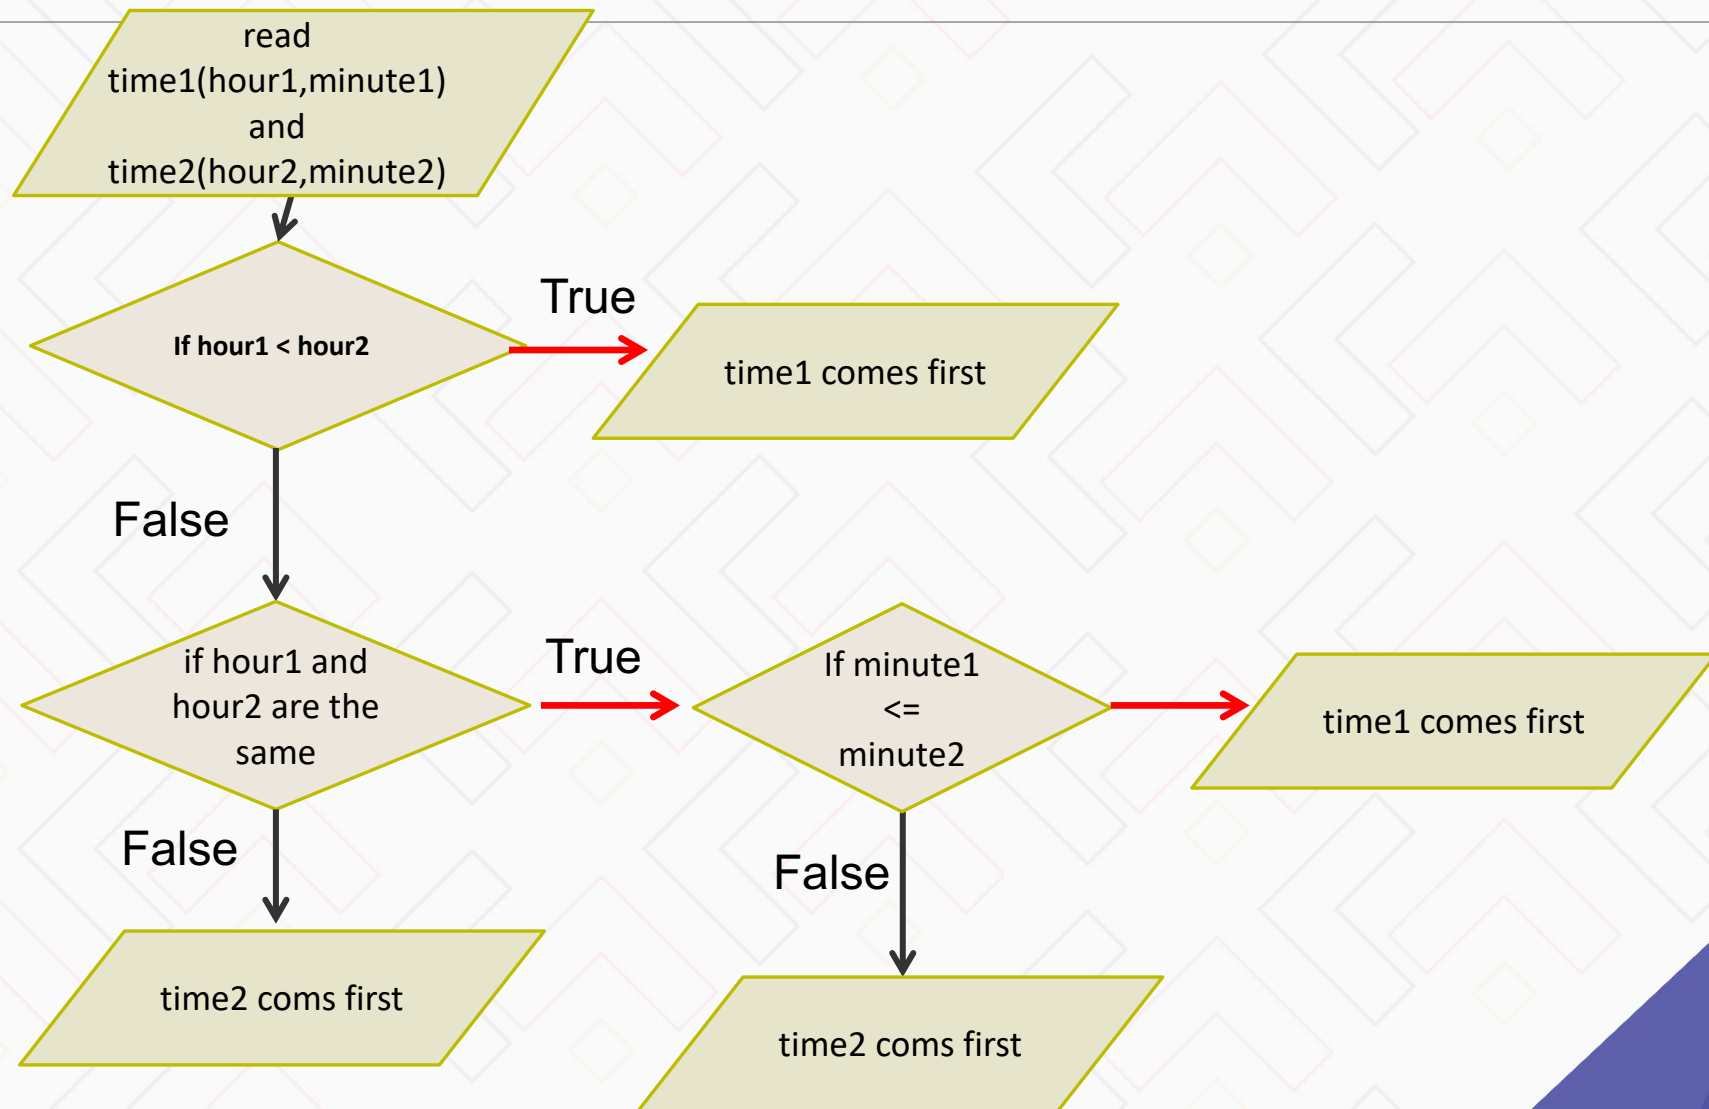 read
time1(hour1,minute1)
and
time2(hour2,minute2)
If hour1 < hour2
True
time1 comes first
False
if hour1 and
hour2 are the
same
True
If minute1
<=
minute2
time1 comes first
False
time2 coms first
False
time2 coms first